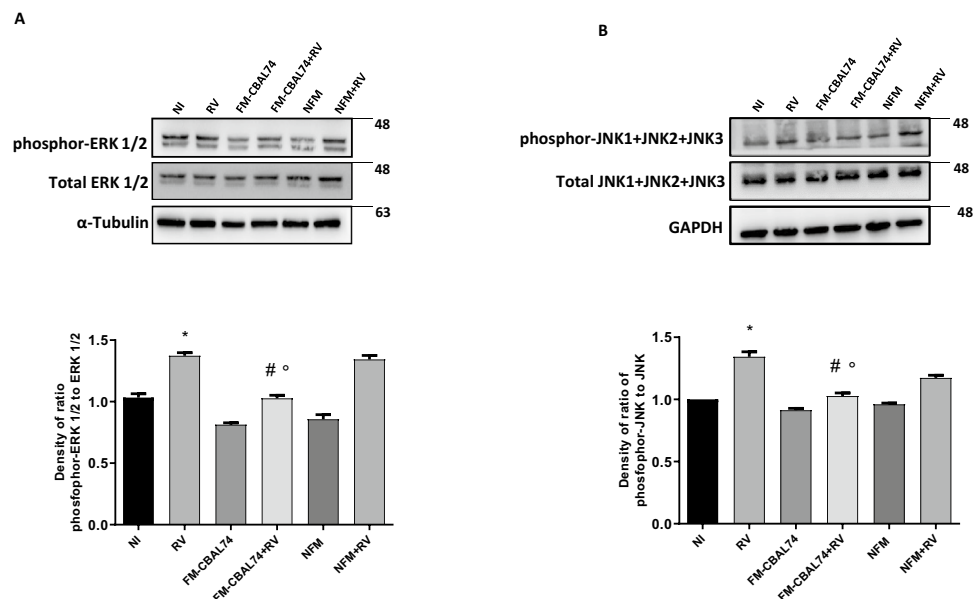 A
NI
RV
FM-CBAL74
FM-CBAL74+RV
NFM
NFM+RV
phosphor-ERK 1/2
48
Total ERK 1/2
48
α-Tubulin
63
Density of ratio
phosfophor-ERK 1/2 to ERK 1/2
1.5
1.0
0.5
0.0
*
# °
NI
RV
FM-CBAL74
FM-CBAL74+RV
NFM
NFM+RV
B
NI
RV
FM-CBAL74
FM-CBAL74+RV
NFM
NFM+RV
phosphor-JNK1+JNK2+JNK3
48
Total JNK1+JNK2+JNK3
GAPDH
48
Density of ratio of
phosfophor-JNK to JNK
1.5
1.0
0.5
0.0
*
# °
NI
RV
FM-CBAL74
FM-CBAL74+RV
NFM
NFM+RV